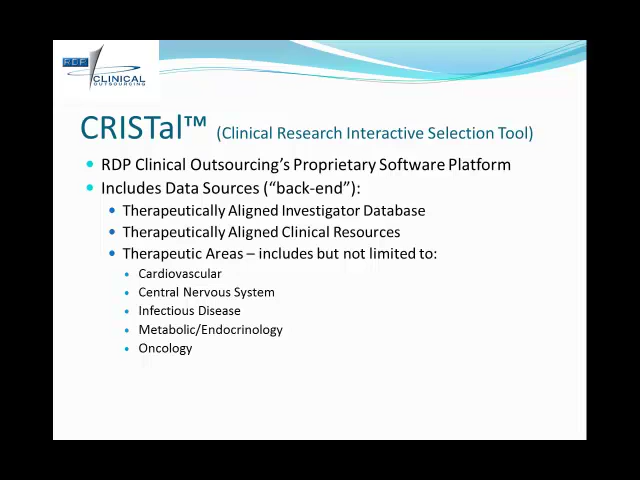 RDP
CLINICAL
OUTSOURCING
CRISTal™ (Clinical Research Interactive Selection Tool)
• RDP Clinical Outsourcing's Proprietary Software Platform
• Includes Data Sources ("back-end"):
• Therapeutically Aligned Investigator Database
• Therapeutically Aligned Clinical Resources
• Therapeutic Areas – includes but not limited to:
• Cardiovascular
• Central Nervous System
• Infectious Disease
• Metabolic/Endocrinology
• Oncology